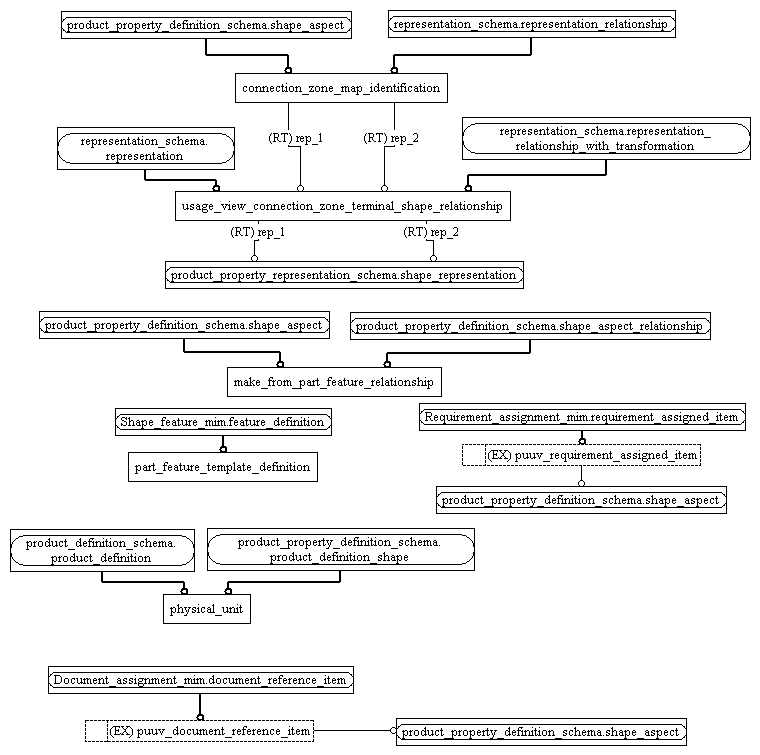 product_property_definition_schema.shape_aspect
representation_schema.representation_relationship
connection_zone_map_identification
(RT) rep_1
(RT) rep_2
representation_schema.
representation
representation_schema.representation_
relationship_with_transformation
usage_view_connection_zone_terminal_shape_relationship
(RT) rep_1
(RT) rep_2
product_property_representation_schema.shape_representation
product_property_definition_schema.shape_aspect
product_property_definition_schema.shape_aspect_relationship
make_from_part_feature_relationship
Shape_feature_mim.feature_definition
Requirement_assignment_mim.requirement_assigned_item
part_feature_template_definition
(EX) puuv_requirement_assigned_item
product_property_definition_schema.shape_aspect
product_definition_schema.
product_definition
product_property_definition_schema.
product_definition_shape
physical_unit
Document_assignment_mim.document_reference_item
(EX) puuv_document_reference_item
product_property_definition_schema.shape_aspect